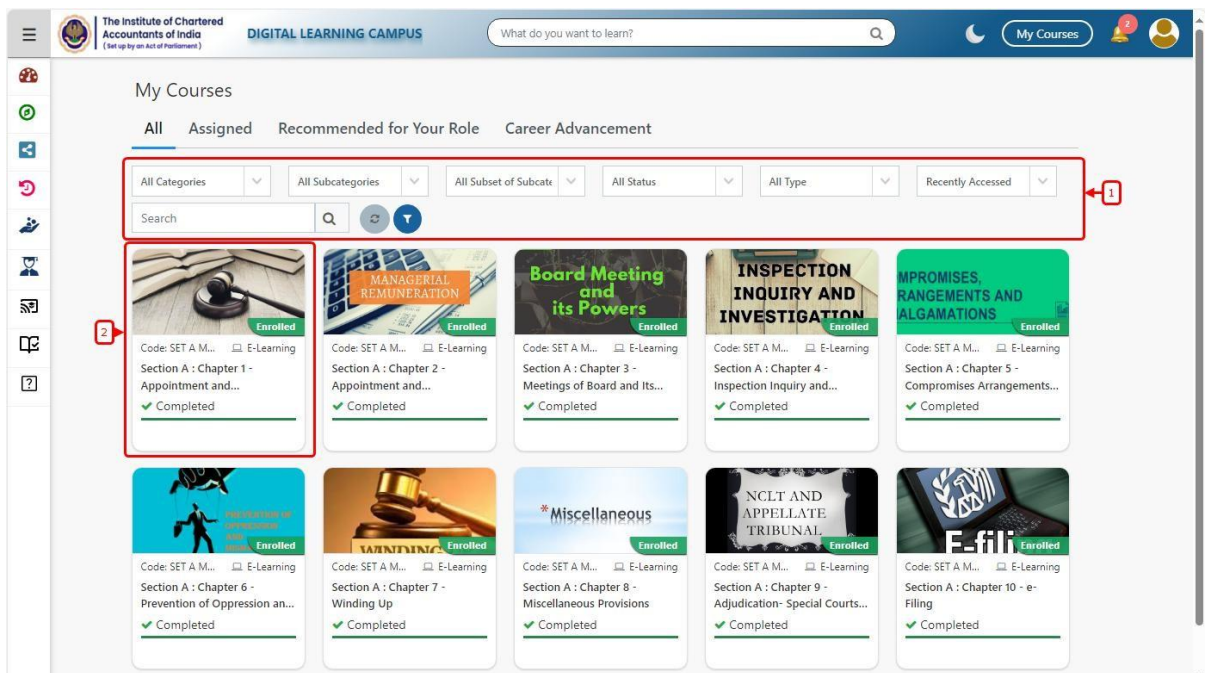 The Institute of Chartered
Accountants of India
(Set up by an Act of Parliament)
DIGITAL LEARNING CAMPUS
What do you want to learn?
My Courses
2
My Courses
All Assigned Recommended for Your Role Career Advancement
All Categories All Subcategories All Subset of Subcate All Status All Type Recently Accessed
1
Search
MANAGERIAL
REMUNERATION
Board Meeting
and
its Powers
INSPECTION
INQUIRY AND
INVESTIGATION
MPROMISES,
RANGEMENTS AND
ALGAMATIONS
Enrolled Enrolled Enrolled Enrolled Enrolled
2
Code: SET A M... E-Learning Code: SET A M... E-Learning Code: SET A M... E-Learning Code: SET A M... E-Learning Code: SET A M... E-Learning
Section A : Chapter 1 -
Appointment and...
Completed
Section A : Chapter 2 -
Appointment and...
Completed
Section A : Chapter 3 -
Meetings of Board and Its...
Completed
Section A : Chapter 4 -
Inspection Inquiry and...
Completed
Section A : Chapter 5 -
Compromises Arrangements...
Completed
PREVENTION OF
OPPRESSION
AND
WINDING
*Miscellaneous
NCLT AND
APPELLATE
TRIBUNAL
E-fili
Enrolled Enrolled Enrolled Enrolled Enrolled
Code: SET A M... E-Learning Code: SET A M... E-Learning Code: SET A M... E-Learning Code: SET A M... E-Learning Code: SET A M... E-Learning
Section A : Chapter 6 -
Prevention of Oppression an...
Completed
Section A : Chapter 7 -
Winding Up
Completed
Section A : Chapter 8 -
Miscellaneous Provisions
Completed
Section A : Chapter 9 -
Adjudication- Special Courts...
Completed
Section A : Chapter 10 - e-
Filing
Completed